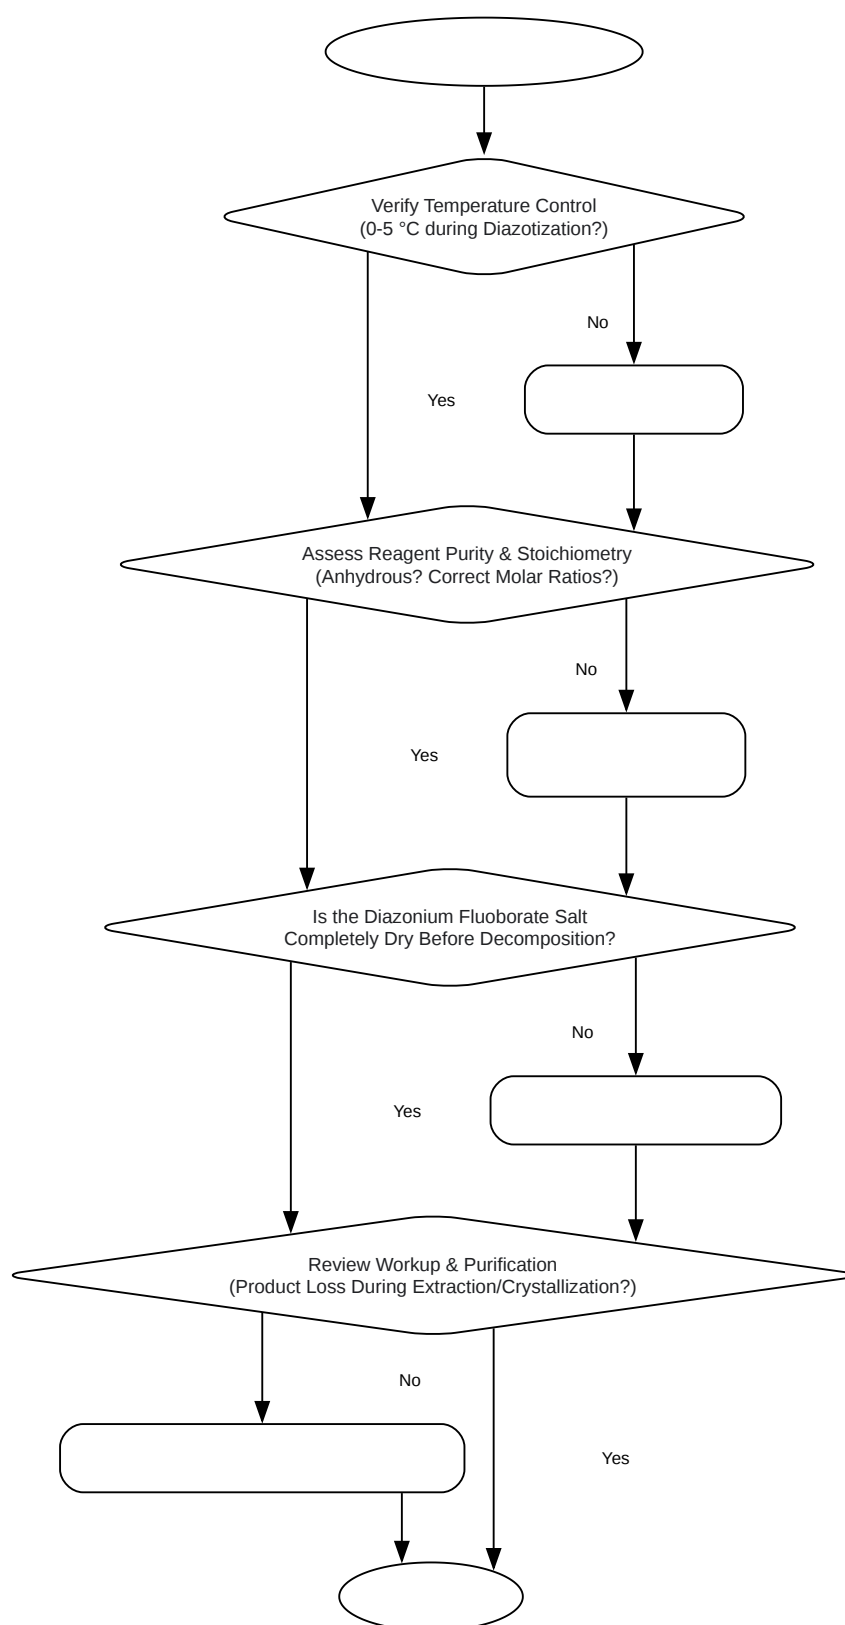 Verify Temperature Control
(0-5 °C during Diazotization?)
No
Yes
Assess Reagent Purity & Stoichiometry
(Anhydrous? Correct Molar Ratios?)
No
Yes
Is the Diazonium Fluoborate Salt
Completely Dry Before Decomposition?
No
Yes
Review Workup & Purification
(Product Loss During Extraction/Crystallization?)
No
Yes